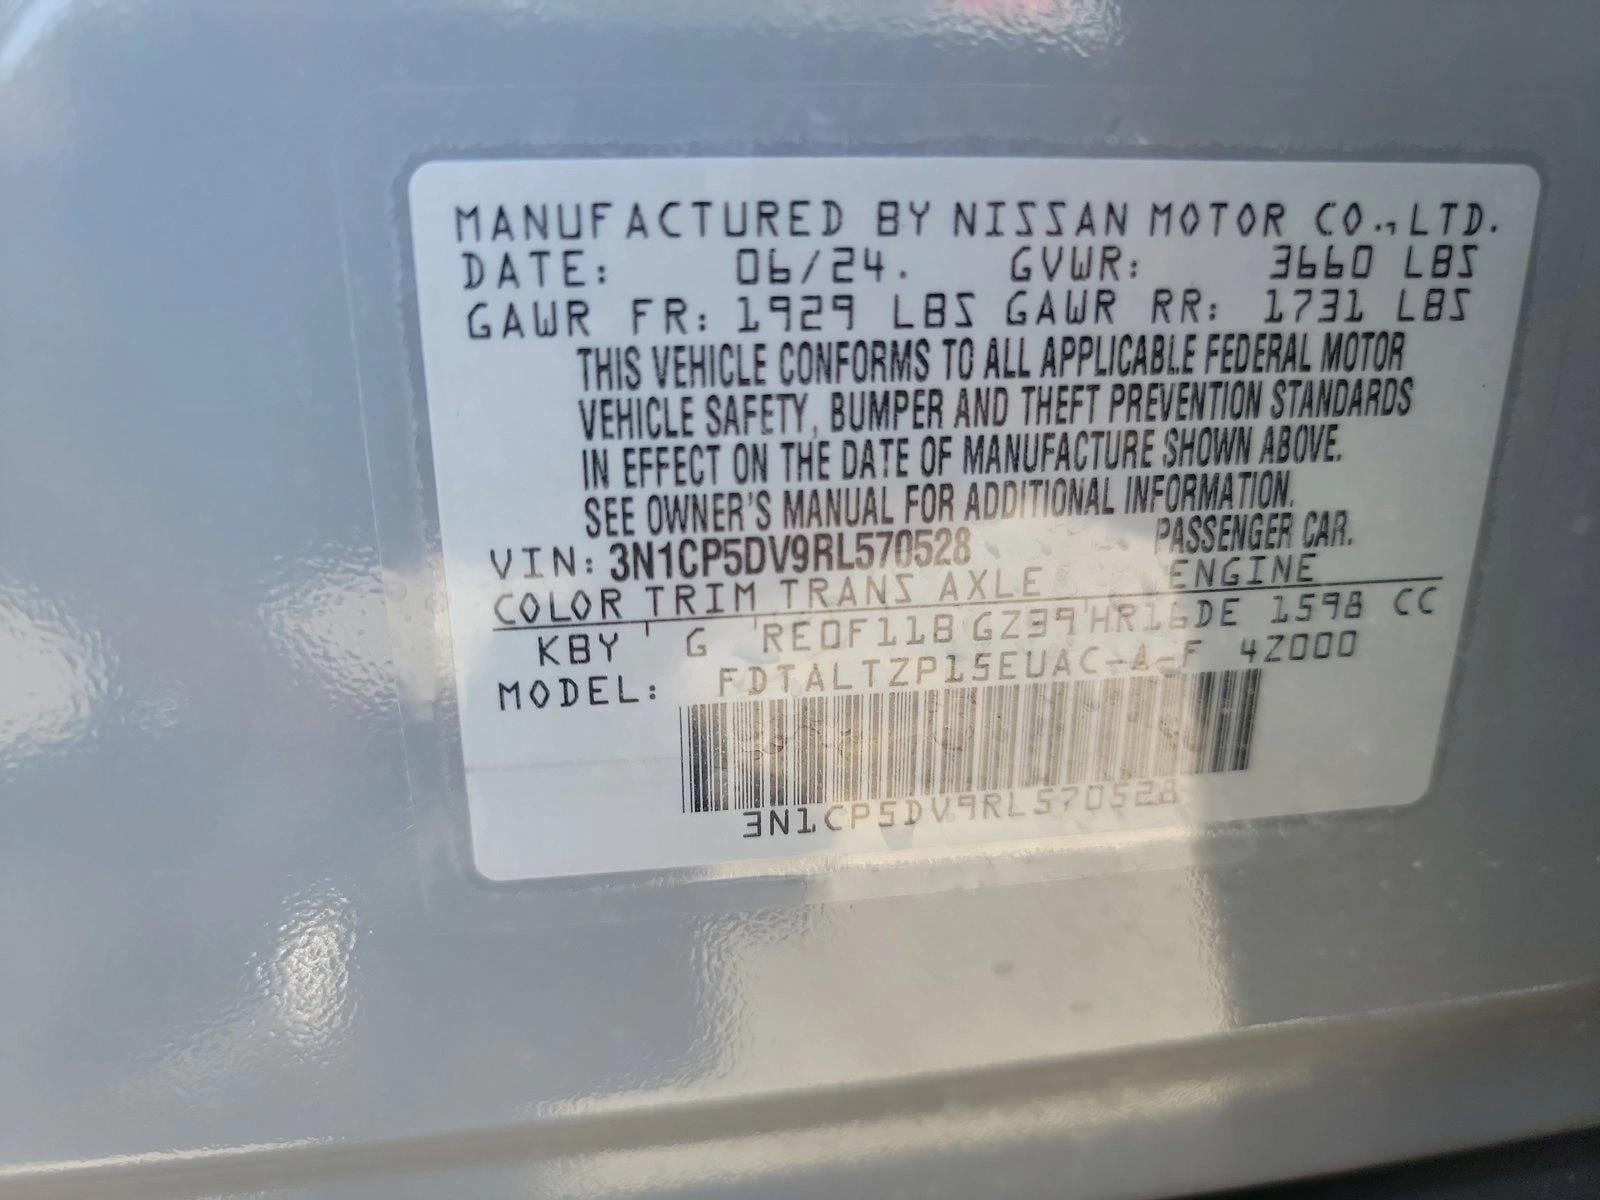 MANUFACTURED BY NISSAN MOTOR CO., LTD.
DATE: 06/24. GVWR: 3660 LBS
GAWR FR: 1929 LBS GAWR RR: 1731 LBS
THIS VEHICLE CONFORMS TO ALL APPLICABLE FEDERAL MOTOR
VEHICLE SAFETY, BUMPER AND THEFT PREVENTION STANDARDS
IN EFFECT ON THE DATE OF MANUFACTURE SHOWN ABOVE.
SEE OWNER'S MANUAL FOR ADDITIONAL INFORMATION.
VIN: 3N1CP5DV9RL570528 PASSENGER CAR.
COLOR TRIM TRANS AXLE ENGINE
KBY G RE0F11B GZ39 HR16DE 1598 CC
MODEL: FDTALTZP15EUAC-A-F 4Z000
3N1CP5DV9RL570528